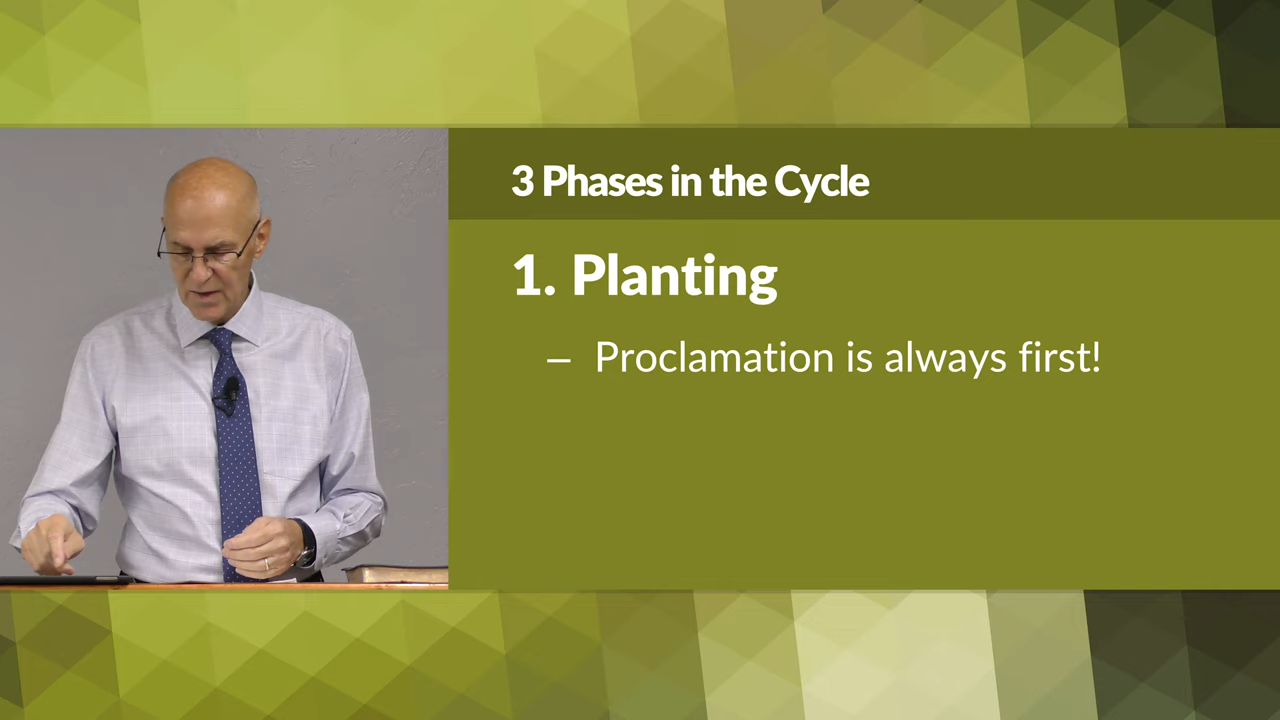 3 Phases in the Cycle
1. Planting
– Proclamation is always first!